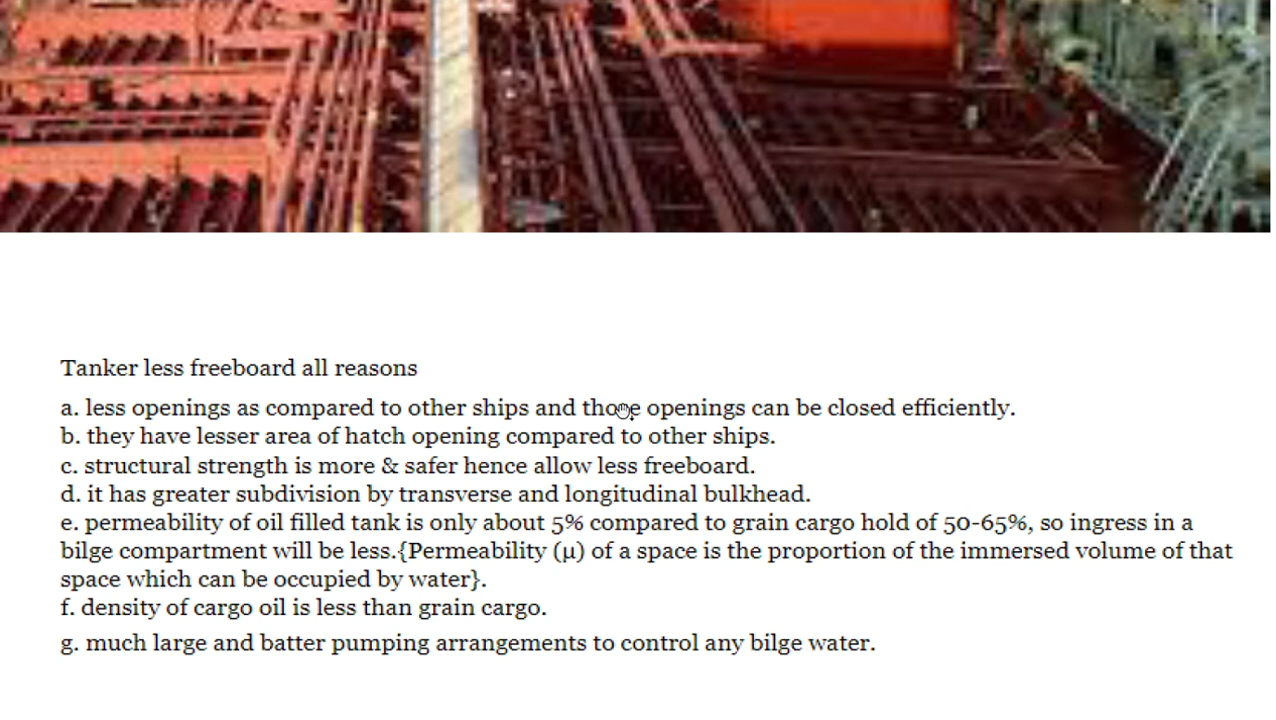 Tanker less freeboard all reasons
a. less openings as compared to other ships and those openings can be closed efficiently.
b. they have lesser area of hatch opening compared to other ships.
c. structural strength is more & safer hence allow less freeboard.
d. it has greater subdivision by transverse and longitudinal bulkhead.
e. permeability of oil filled tank is only about 5% compared to grain cargo hold of 50-65%, so ingress in a
bilge compartment will be less.{Permeability (μ) of a space is the proportion of the immersed volume of that
space which can be occupied by water}.
f. density of cargo oil is less than grain cargo.
g. much large and batter pumping arrangements to control any bilge water.